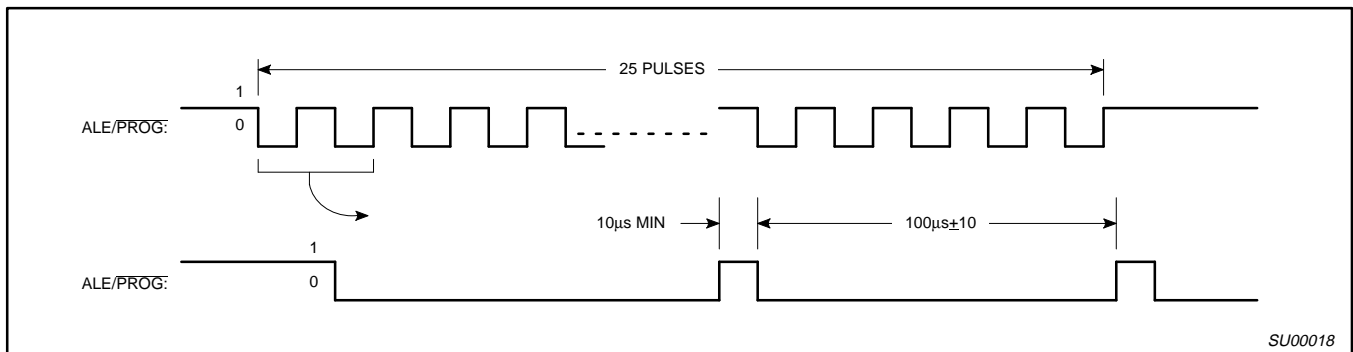 25 PULSES
1
ALE/PROG:
0
10µs MIN
100µs±10
1
ALE/PROG:
0
SU00018